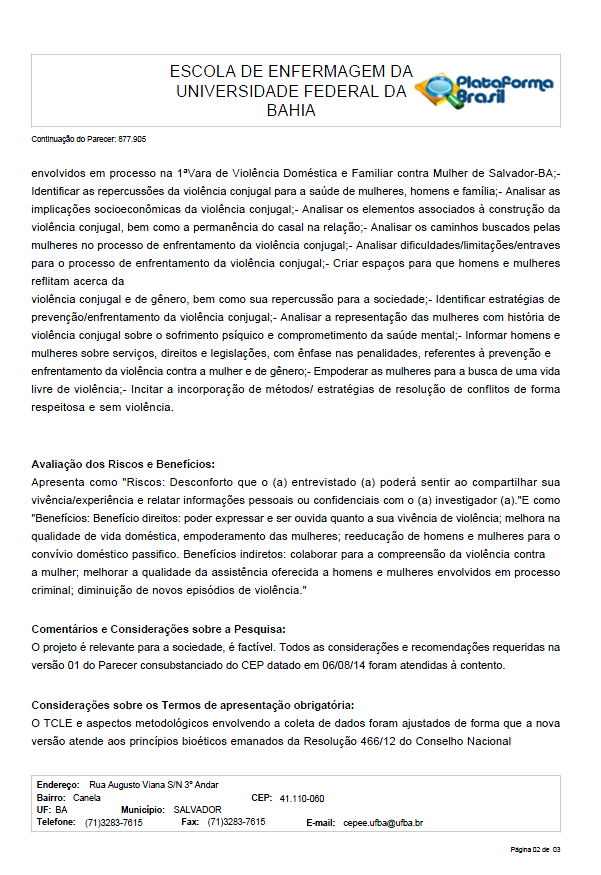 ESCOLA DE ENFERMAGEM DA
UNIVERSIDADE FEDERAL DA
BAHIA
Plataforma
Brasil
Continuação do Parecer: 877.905
envolvidos em processo na 1ªVara de Violência Doméstica e Familiar contra Mulher de Salvador-BA;-
Identificar as repercussões da violência conjugal para a saúde de mulheres, homens e família;- Analisar as
implicações socioeconômicas da violência conjugal;- Analisar os elementos associados à construção da
violência conjugal, bem como a permanência do casal na relação;- Analisar os caminhos buscados pelas
mulheres no processo de enfrentamento da violência conjugal;- Analisar dificuldades/limitações/entraves
para o processo de enfrentamento da violência conjugal;- Criar espaços para que homens e mulheres
reflitam acerca da
violência conjugal e de gênero, bem como sua repercussão para a sociedade;- Identificar estratégias de
prevenção/enfrentamento da violência conjugal;- Analisar a representação das mulheres com história de
violência conjugal sobre o sofrimento psíquico e comprometimento da saúde mental;- Informar homens e
mulheres sobre serviços, direitos e legislações, com ênfase nas penalidades, referentes à prevenção e
enfrentamento da violência contra a mulher e de gênero;- Empoderar as mulheres para a busca de uma vida
livre de violência;- Incitar a incorporação de métodos/ estratégias de resolução de conflitos de forma
respeitosa e sem violência.
Avaliação dos Riscos e Benefícios:
Apresenta como "Riscos: Desconforto que o (a) entrevistado (a) poderá sentir ao compartilhar sua
vivência/experiência e relatar informações pessoais ou confidenciais com o (a) investigador (a)."E como
"Benefícios: Benefício direitos: poder expressar e ser ouvida quanto a sua vivência de violência; melhora na
qualidade de vida doméstica, empoderamento das mulheres; reeducação de homens e mulheres para o
convívio doméstico passifico. Benefícios indiretos: colaborar para a compreensão da violência contra
a mulher; melhorar a qualidade da assistência oferecida a homens e mulheres envolvidos em processo
criminal; diminuição de novos episódios de violência."
Comentários e Considerações sobre a Pesquisa:
O projeto é relevante para a sociedade, é factível. Todos as considerações e recomendações requeridas na
versão 01 do Parecer consubstanciado do CEP datado em 06/08/14 foram atendidas à contento.
Considerações sobre os Termos de apresentação obrigatória:
O TCLE e aspectos metodológicos envolvendo a coleta de dados foram ajustados de forma que a nova
versão atende aos princípios bioéticos emanados da Resolução 466/12 do Conselho Nacional
Endereço: Rua Augusto Viana S/N 3º Andar
Bairro: Canela CEP: 41.110-060
UF: BA Município: SALVADOR
Telefone: (71)3283-7615 Fax: (71)3283-7615 E-mail: cepee.ufba@ufba.br
Página 02 de 03